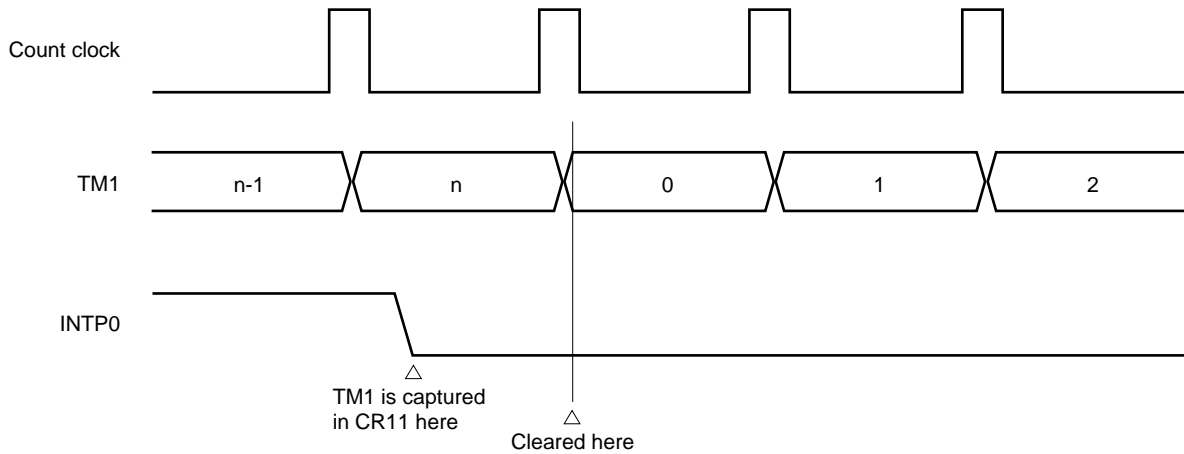 Count clock
TM1
n-1
n
0
1
2
INTP0
TM1 is captured
in CR11 here
Cleared here